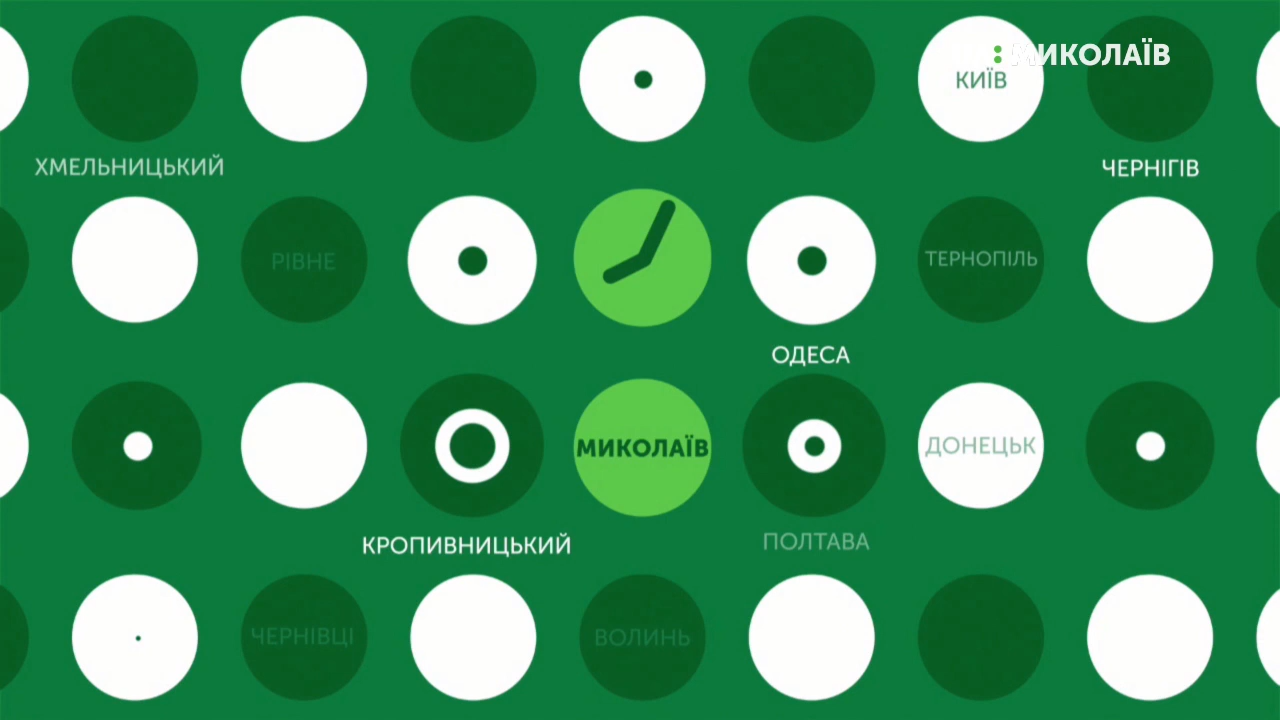 :МИКОЛАЇВ
КИЇВ
ХМЕЛЬНИЦЬКИЙ
ЧЕРНІГІВ
РІВНЕ
ТЕРНОПІЛЬ
ОДЕСА
МИКОЛАЇВ
ДОНЕЦЬК
КРОПИВНИЦЬКИЙ
ПОЛТАВА
ЧЕРНІВЦІ
ВОЛИНЬ